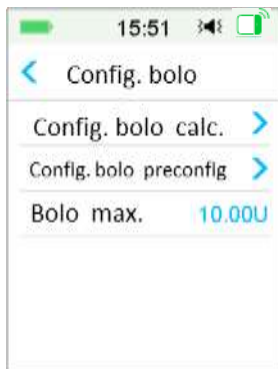 15:51
Config. bolo
Config. bolo calc.
Config. bolo preconfig
Bolo max. 10.00U